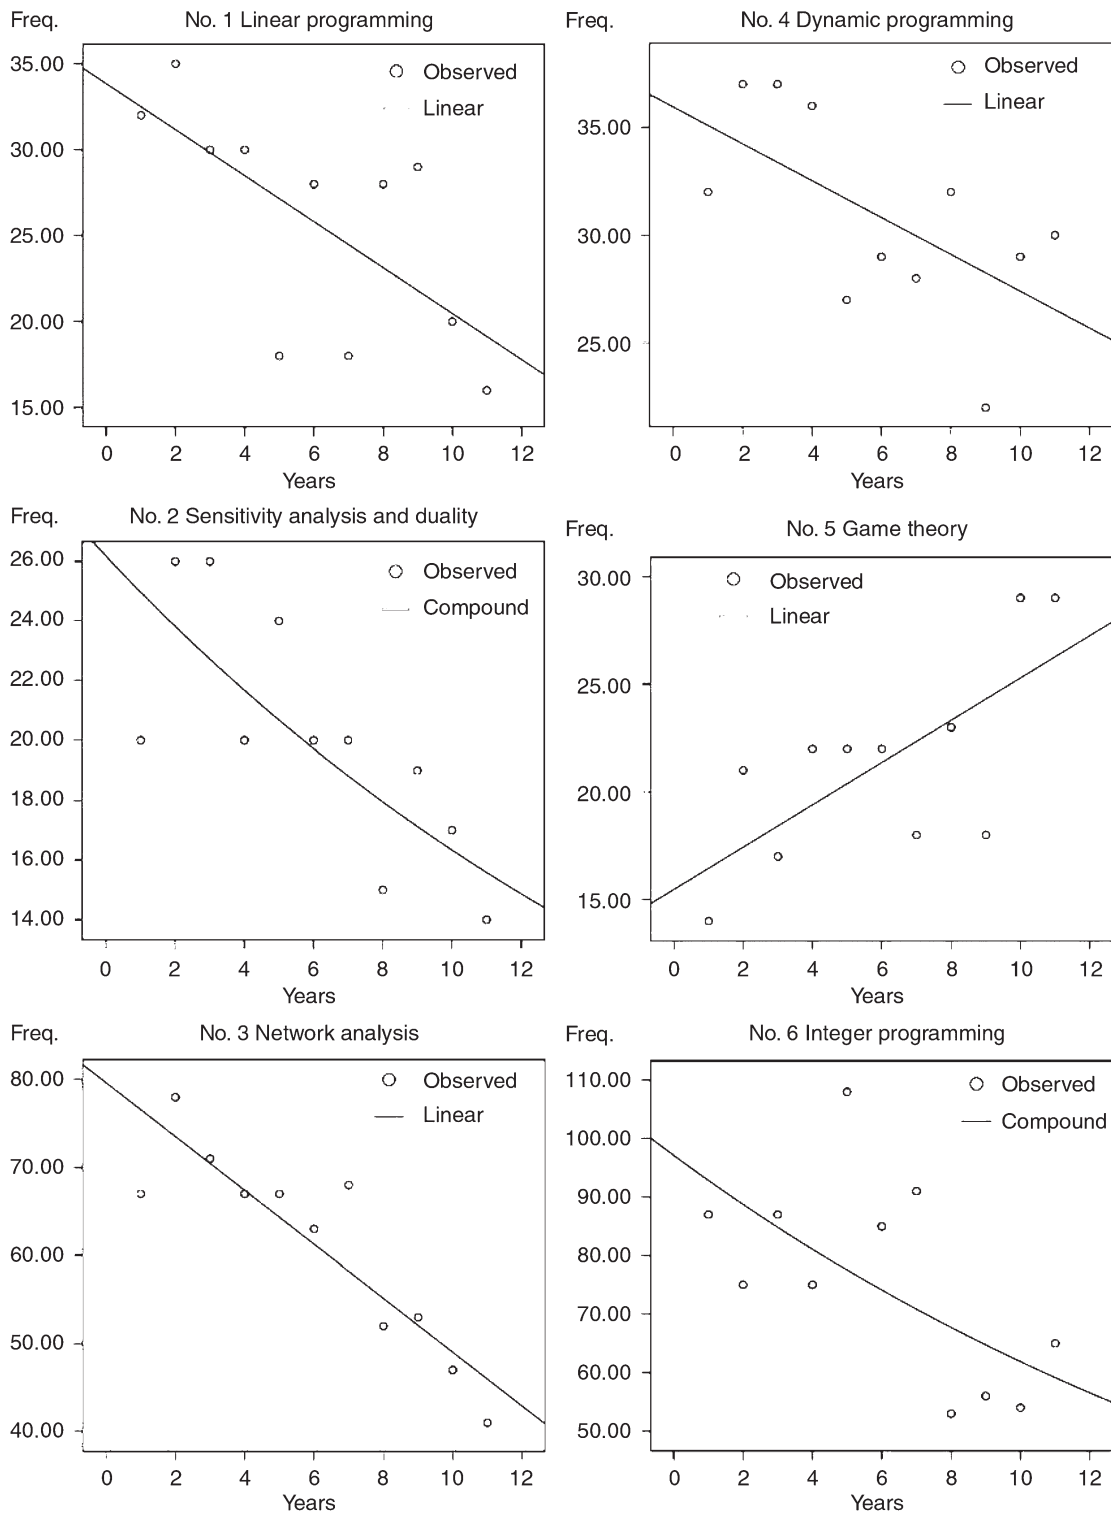 Freq.
No. 1 Linear programming
35.00
30.00
25.00
20.00
15.00
Observed
Linear
0 2 4 6 8 10 12
Years
Freq.
No. 4 Dynamic programming
35.00
30.00
25.00
Observed
Linear
0 2 4 6 8 10 12
Years
Freq.
No. 2 Sensitivity analysis and duality
26.00
24.00
22.00
20.00
18.00
16.00
14.00
Observed
Compound
0 2 4 6 8 10 12
Years
Freq.
No. 5 Game theory
30.00
25.00
20.00
15.00
Observed
Linear
0 2 4 6 8 10 12
Years
Freq.
No. 3 Network analysis
80.00
70.00
60.00
50.00
40.00
Observed
Linear
0 2 4 6 8 10 12
Years
Freq.
No. 6 Integer programming
110.00
100.00
90.00
80.00
70.00
60.00
50.00
Observed
Compound
0 2 4 6 8 10 12
Years